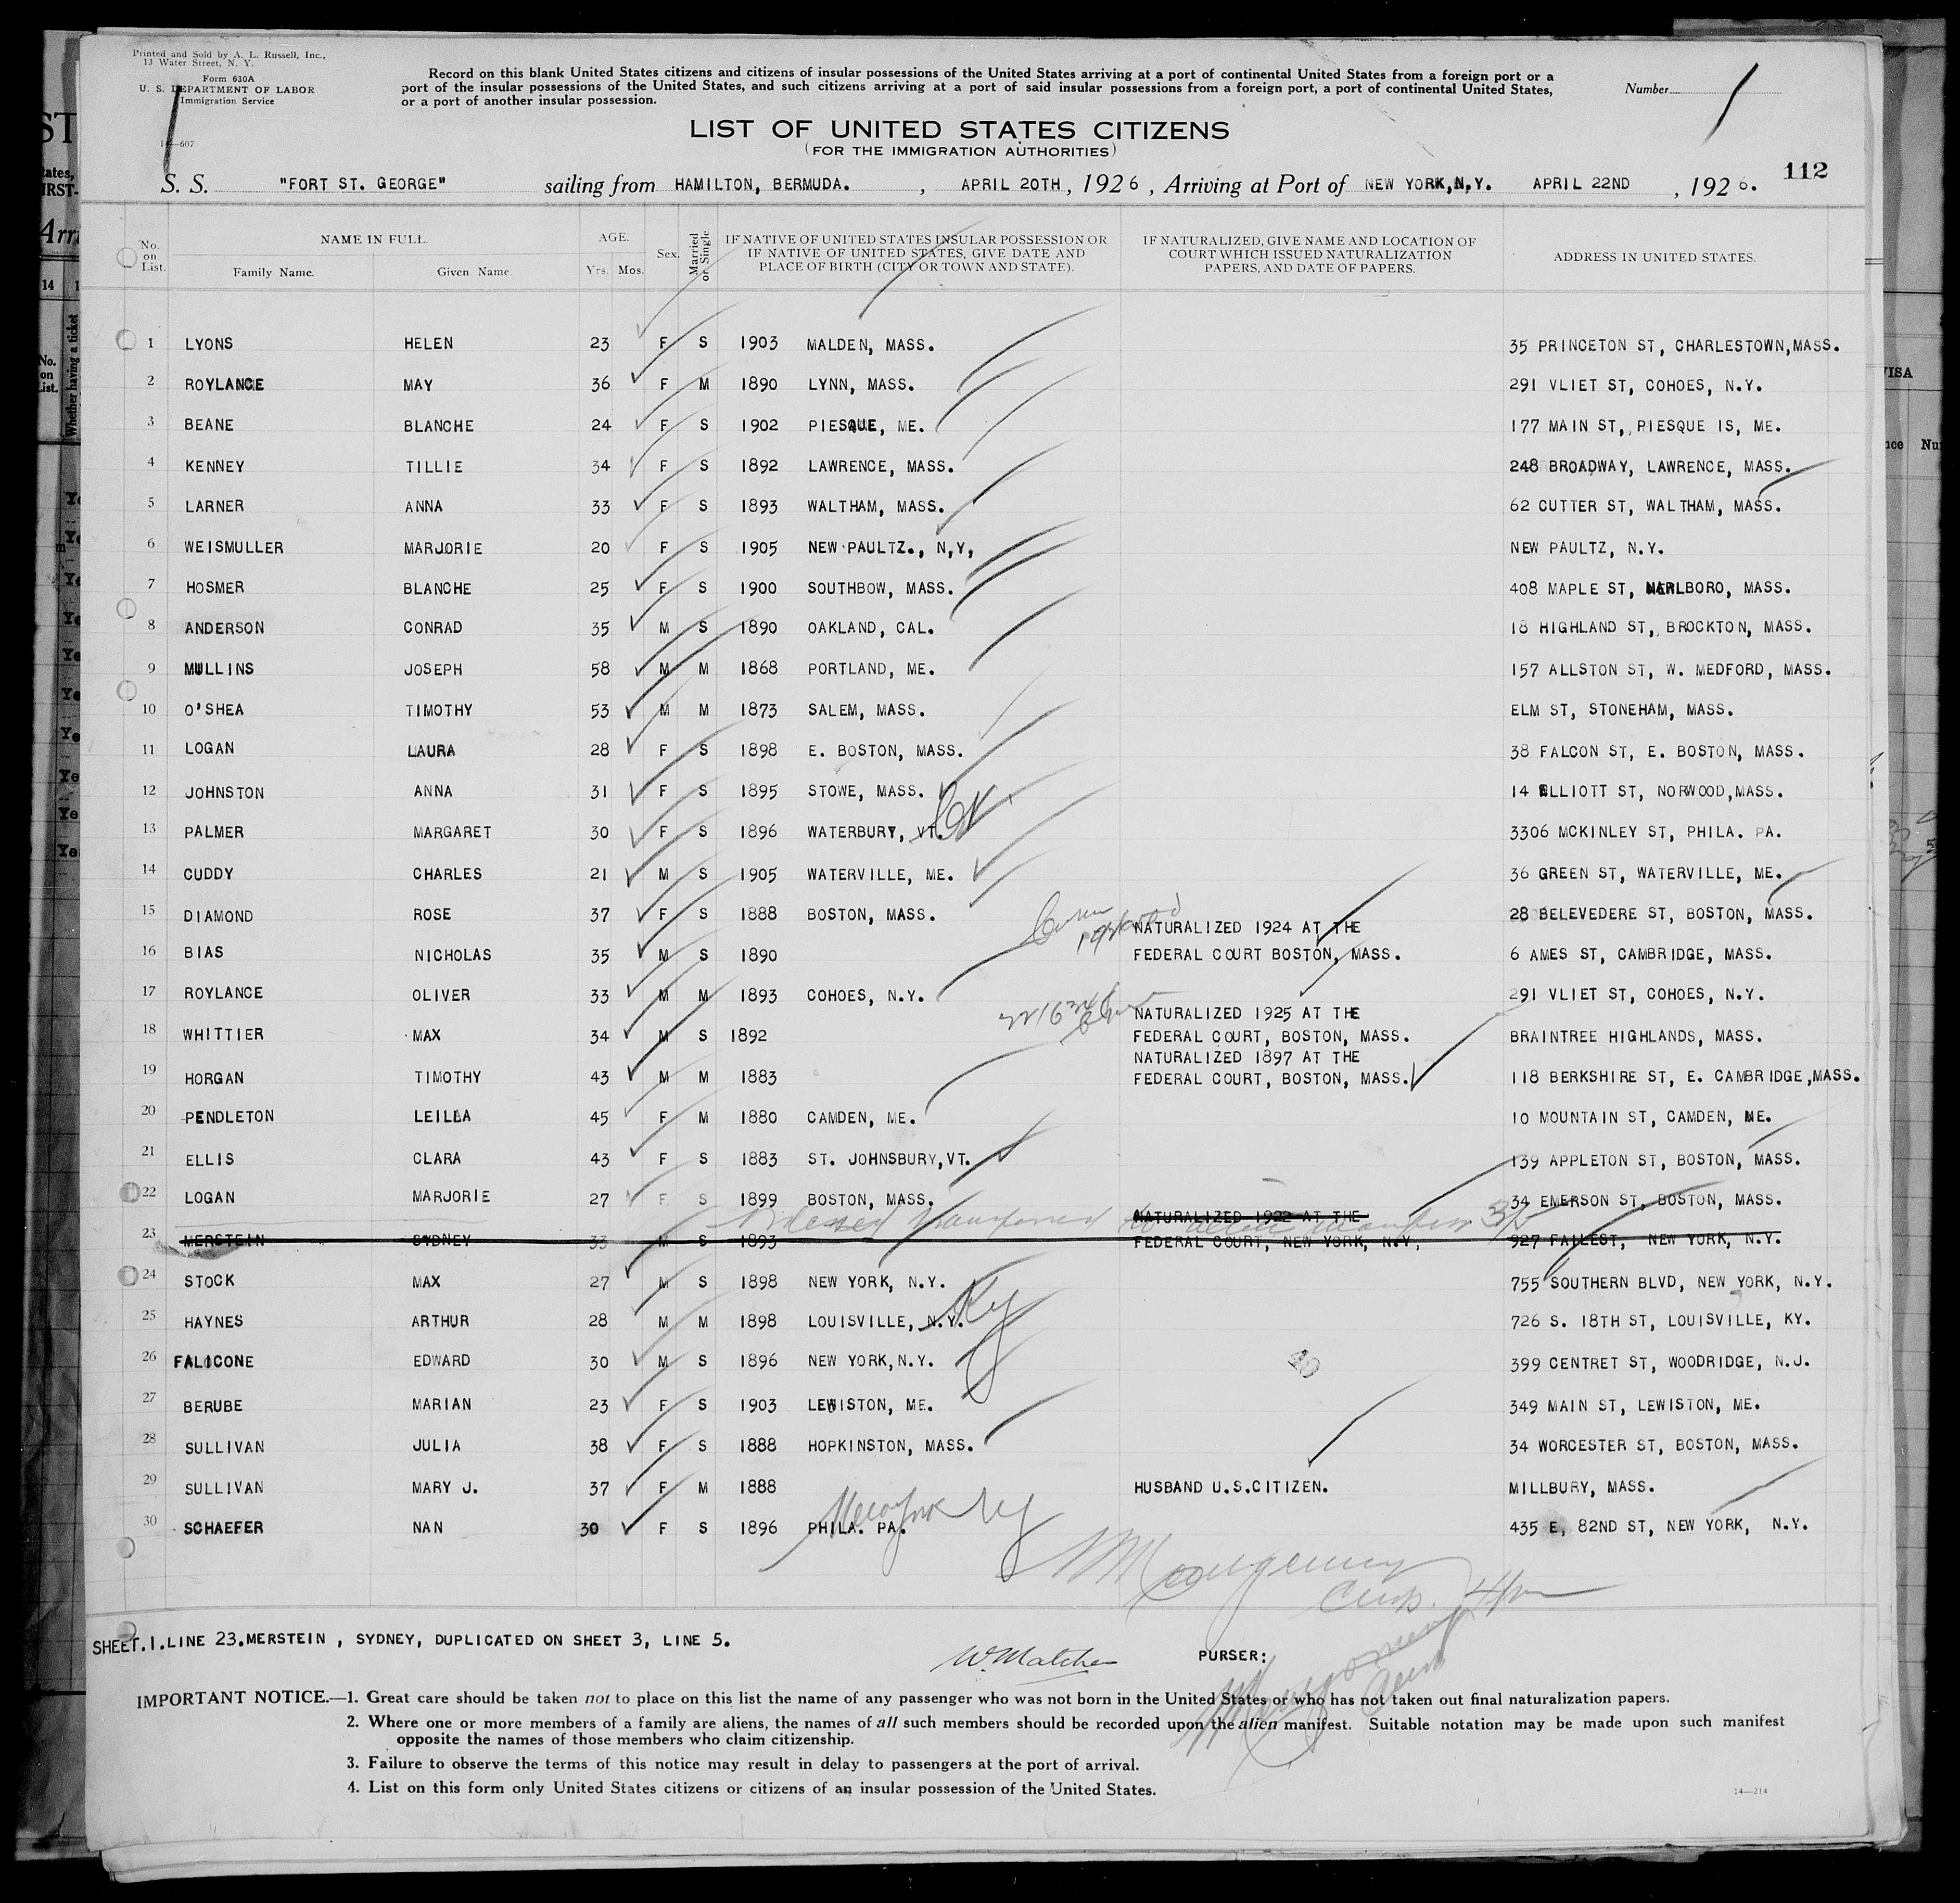 Printed and Sold by A. L. Russell, Inc.,
13 Water Street, N. Y.
Form 630A
U. S. DEPARTMENT OF LABOR
Immigration Service
14—607
Record on this blank United States citizens and citizens of insular possessions of the United States arriving at a port of continental United States from a foreign port or a
port of the insular possessions of the United States, and such citizens arriving at a port of said insular possessions from a foreign port, a port of continental United States,
or a port of another insular possession.
Number 1
LIST OF UNITED STATES CITIZENS
(FOR THE IMMIGRATION AUTHORITIES)
112
S. S. "FORT ST. GEORGE" sailing from HAMILTON, BERMUDA. , APRIL 20TH, 1926, Arriving at Port of NEW YORK,N,Y. APRIL 22ND , 1926.
No. on List. NAME IN FULL. Family Name. Given Name. AGE. Yrs. Mos. Sex. Married or Single. IF NATIVE OF UNITED STATES INSULAR POSSESSION OR IF NATIVE OF UNITED STATES, GIVE DATE AND PLACE OF BIRTH (CITY OR TOWN AND STATE). IF NATURALIZED, GIVE NAME AND LOCATION OF COURT WHICH ISSUED NATURALIZATION PAPERS, AND DATE OF PAPERS. ADDRESS IN UNITED STATES.
1 LYONS HELEN 23 F S 1903 MALDEN, MASS. 35 PRINCETON ST, CHARLESTOWN,MASS.
2 ROYLANCE MAY 36 F M 1890 LYNN, MASS. 291 VLIET ST, COHOES, N.Y.
3 BEANE BLANCHE 24 F S 1902 PIESQUE, ME. 177 MAIN ST, PIESQUE IS, ME.
4 KENNEY TILLIE 34 F S 1892 LAWRENCE, MASS. 248 BROADWAY, LAWRENCE, MASS.
5 LARNER ANNA 33 F S 1893 WALTHAM, MASS. 62 CUTTER ST, WALTHAM, MASS.
6 WEISMULLER MARJORIE 20 F S 1905 NEW PAULTZ., N,Y, NEW PAULTZ, N.Y.
7 HOSMER BLANCHE 25 F S 1900 SOUTHBOW, MASS. 408 MAPLE ST, MARLBORO, MASS.
8 ANDERSON CONRAD 35 M S 1890 OAKLAND, CAL. 18 HIGHLAND ST, BROCKTON, MASS.
9 MULLINS JOSEPH 58 M M 1868 PORTLAND, ME. 157 ALLSTON ST, W. MEDFORD, MASS.
10 O'SHEA TIMOTHY 53 M M 1873 SALEM, MASS. ELM ST, STONEHAM, MASS.
11 LOGAN LAURA 28 F S 1898 E. BOSTON, MASS. 38 FALCON ST, E. BOSTON, MASS.
12 JOHNSTON ANNA 31 F S 1895 STOWE, MASS. 14 ELLIOTT ST, NORWOOD,MASS.
13 PALMER MARGARET 30 F S 1896 WATERBURY, VT. 3306 MCKINLEY ST, PHILA. PA.
14 CUDDY CHARLES 21 M S 1905 WATERVILLE, ME. 36 GREEN ST, WATERVILLE, ME.
15 DIAMOND ROSE 37 F S 1888 BOSTON, MASS. 28 BELEVEDERE ST, BOSTON, MASS.
NATURALIZED 1924 AT THE
16 BIAS NICHOLAS 35 M S 1890 FEDERAL COURT BOSTON, MASS. 6 AMES ST, CAMBRIDGE, MASS.
17 ROYLANCE OLIVER 33 M M 1893 COHOES, N.Y. 291 VLIET ST, COHOES, N.Y.
NATURALIZED 1925 AT THE
18 WHITTIER MAX 34 M S 1892 FEDERAL COURT, BOSTON, MASS. BRAINTREE HIGHLANDS, MASS.
NATURALIZED 1897 AT THE
19 HORGAN TIMOTHY 43 M M 1883 FEDERAL COURT, BOSTON, MASS. 118 BERKSHIRE ST, E. CAMBRIDGE,MASS.
20 PENDLETON LEILLA 45 F M 1880 CAMDEN, ME. 10 MOUNTAIN ST, CAMDEN, ME.
21 ELLIS CLARA 43 F S 1883 ST. JOHNSBURY,VT. 139 APPLETON ST, BOSTON, MASS.
22 LOGAN MARJORIE 27 F S 1899 BOSTON, MASS. 34 EMERSON ST, BOSTON, MASS.
NATURALIZED 1922 AT THE
23 MERSTEIN SYDNEY 33 M S 1893 FEDERAL COURT, NEW YORK, N.Y, 927 FAILEST, NEW YORK, N.Y.
24 STOCK MAX 27 M S 1898 NEW YORK, N.Y. 755 SOUTHERN BLVD, NEW YORK, N.Y.
25 HAYNES ARTHUR 28 M M 1898 LOUISVILLE, N.Y. Ky 726 S. 18TH ST, LOUISVILLE, KY.
26 FALICONE EDWARD 30 M S 1896 NEW YORK,N.Y. 399 CENTRET ST, WOODRIDGE, N.J.
27 BERUBE MARIAN 23 F S 1903 LEWISTON, ME. 349 MAIN ST, LEWISTON, ME.
28 SULLIVAN JULIA 38 F S 1888 HOPKINSTON, MASS. 34 WORCESTER ST, BOSTON, MASS.
29 SULLIVAN MARY J. 37 F M 1888 HUSBAND U.S.CITIZEN. MILLBURY, MASS.
30 SCHAEFER NAN 30 F S 1896 PHILA. PA. New York NY 435 E, 82ND ST, NEW YORK, N.Y.
SHEET.1.LINE 23.MERSTEIN , SYDNEY, DUPLICATED ON SHEET 3, LINE 5.
PURSER:
IMPORTANT NOTICE.—1. Great care should be taken not to place on this list the name of any passenger who was not born in the United States or who has not taken out final naturalization papers.
2. Where one or more members of a family are aliens, the names of all such members should be recorded upon the alien manifest. Suitable notation may be made upon such manifest
opposite the names of those members who claim citizenship.
3. Failure to observe the terms of this notice may result in delay to passengers at the port of arrival.
4. List on this form only United States citizens or citizens of an insular possession of the United States.
14—214